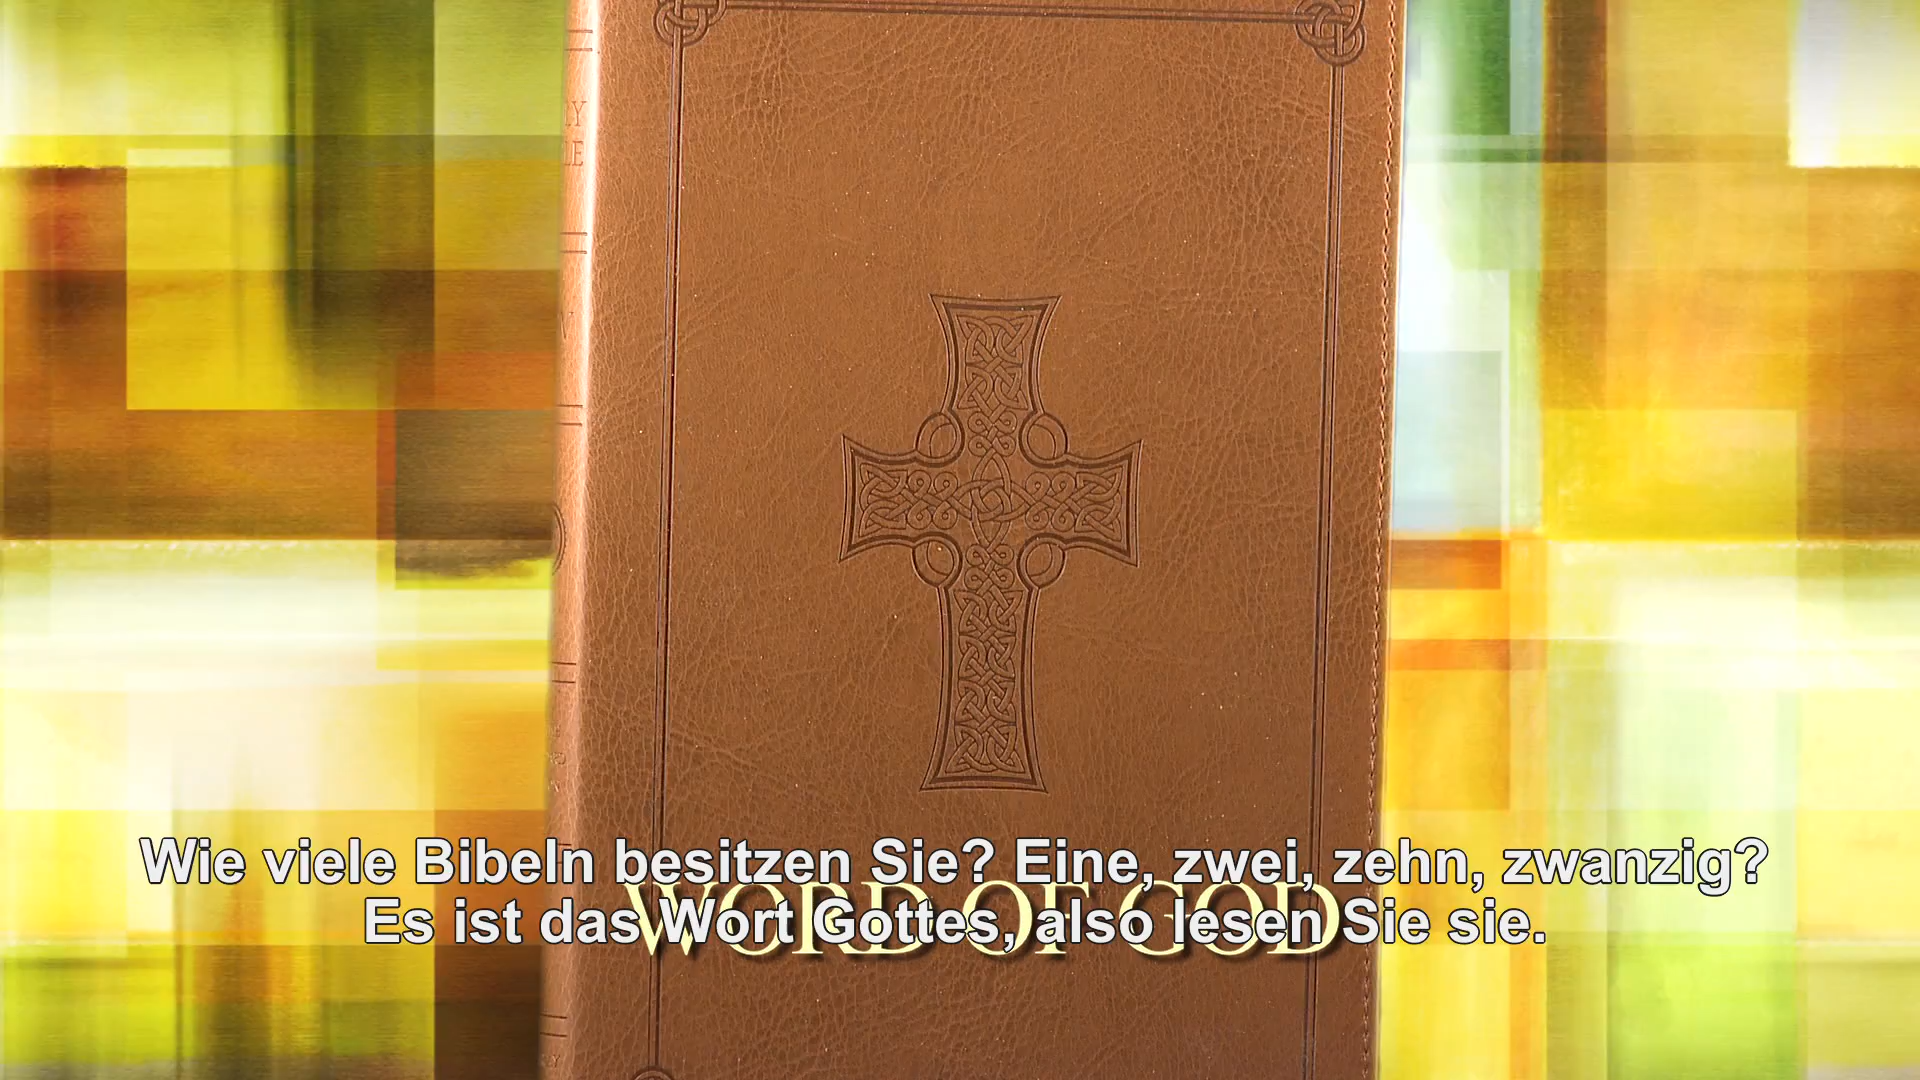 Wie viele Bibeln besitzen Sie? Eine, zwei, zehn, zwanzig?
Es ist das Wort Gottes, also lesen Sie sie.
WORD OF GOD